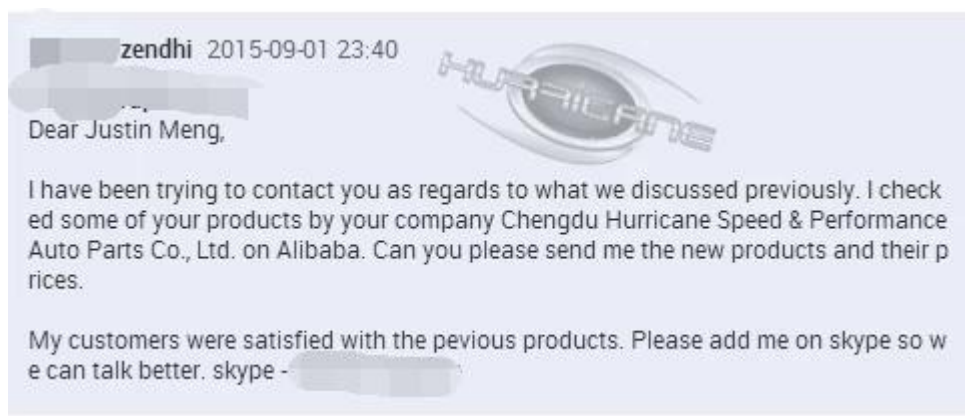 zendhi 2015-09-01 23:40
HURRICANE
Dear Justin Meng,
I have been trying to contact you as regards to what we discussed previously. I check
ed some of your products by your company Chengdu Hurricane Speed & Performance
Auto Parts Co., Ltd. on Alibaba. Can you please send me the new products and their p
rices.
My customers were satisfied with the pevious products. Please add me on skype so w
e can talk better. skype -